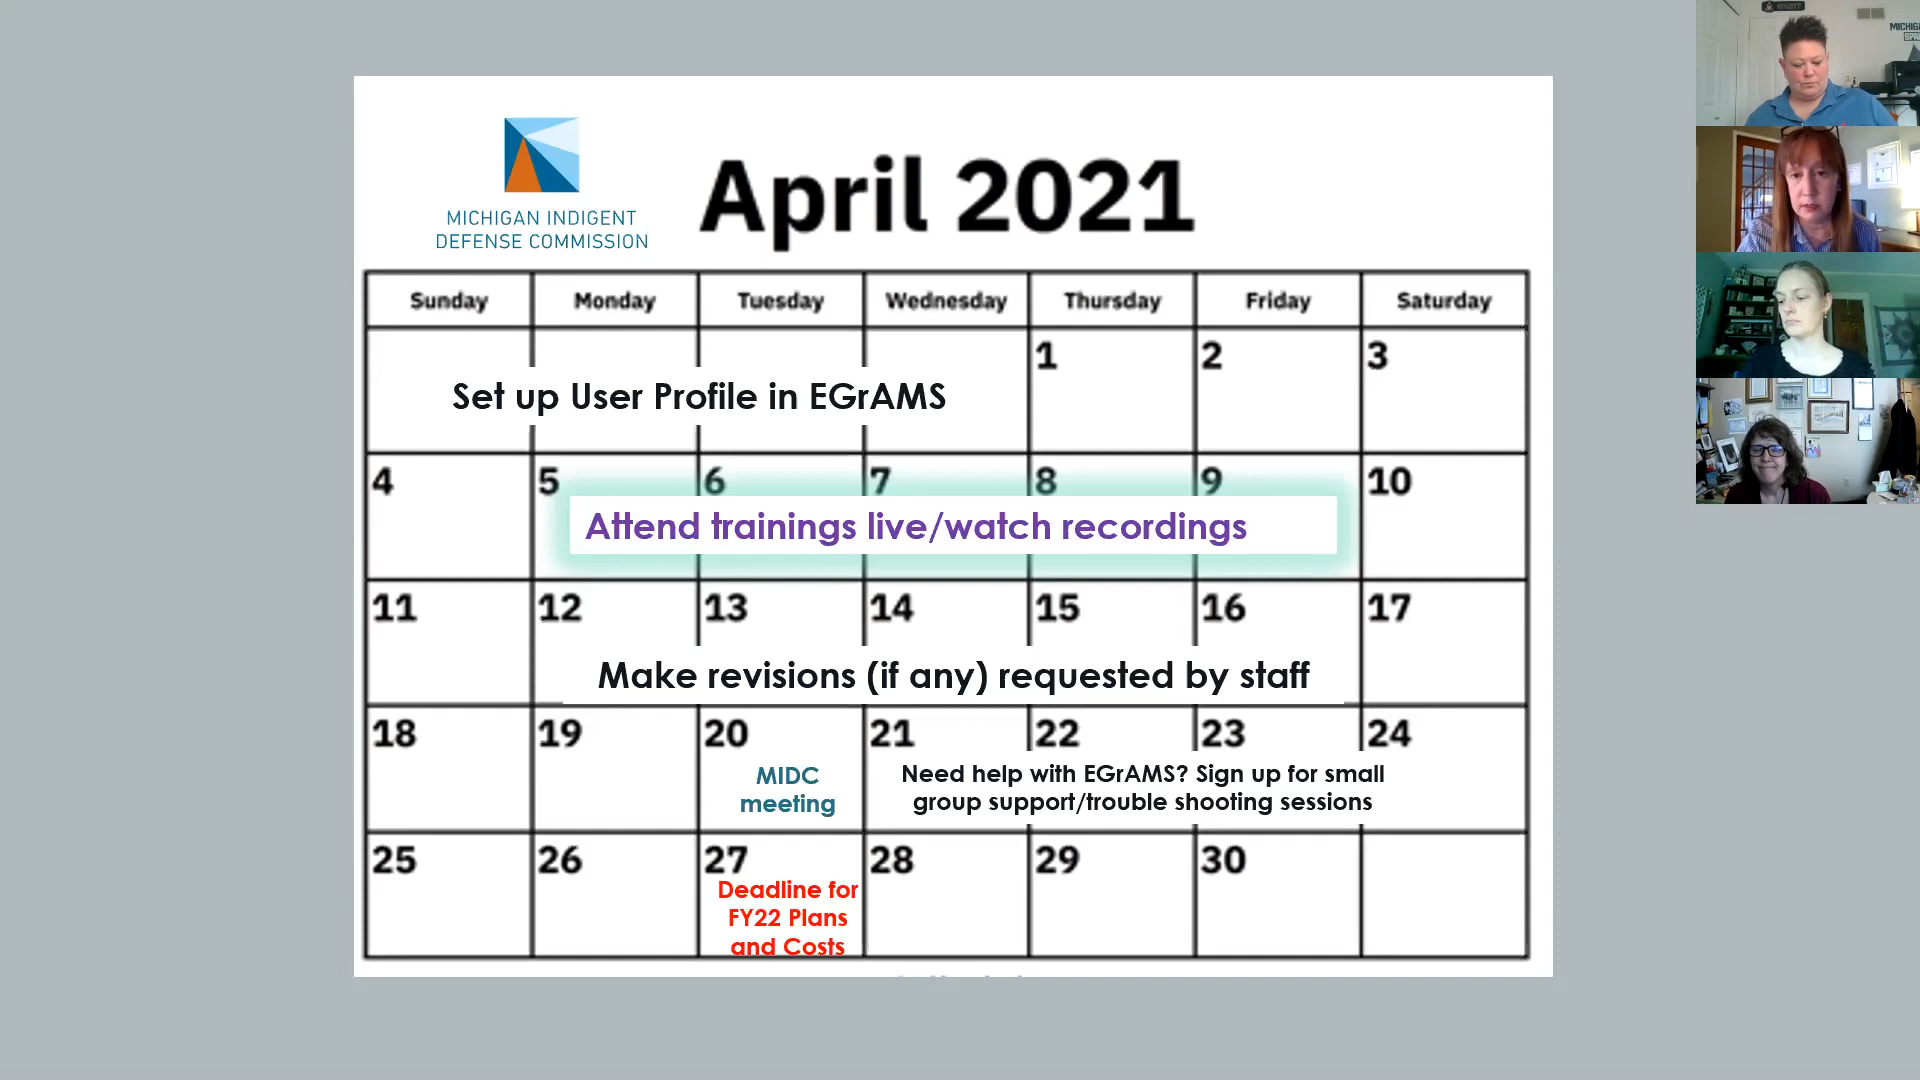 MICHIGAN INDIGENT
DEFENSE COMMISSION
April 2021
Sunday Monday Tuesday Wednesday Thursday Friday Saturday
1 2 3
Set up User Profile in EGrAMS
4 5 6 7 8 9 10
Attend trainings live/watch recordings
11 12 13 14 15 16 17
Make revisions (if any) requested by staff
18 19 20 21 22 23 24
MIDC
meeting
Need help with EGrAMS? Sign up for small
group support/trouble shooting sessions
25 26 27 28 29 30
Deadline for
FY22 Plans
and Costs